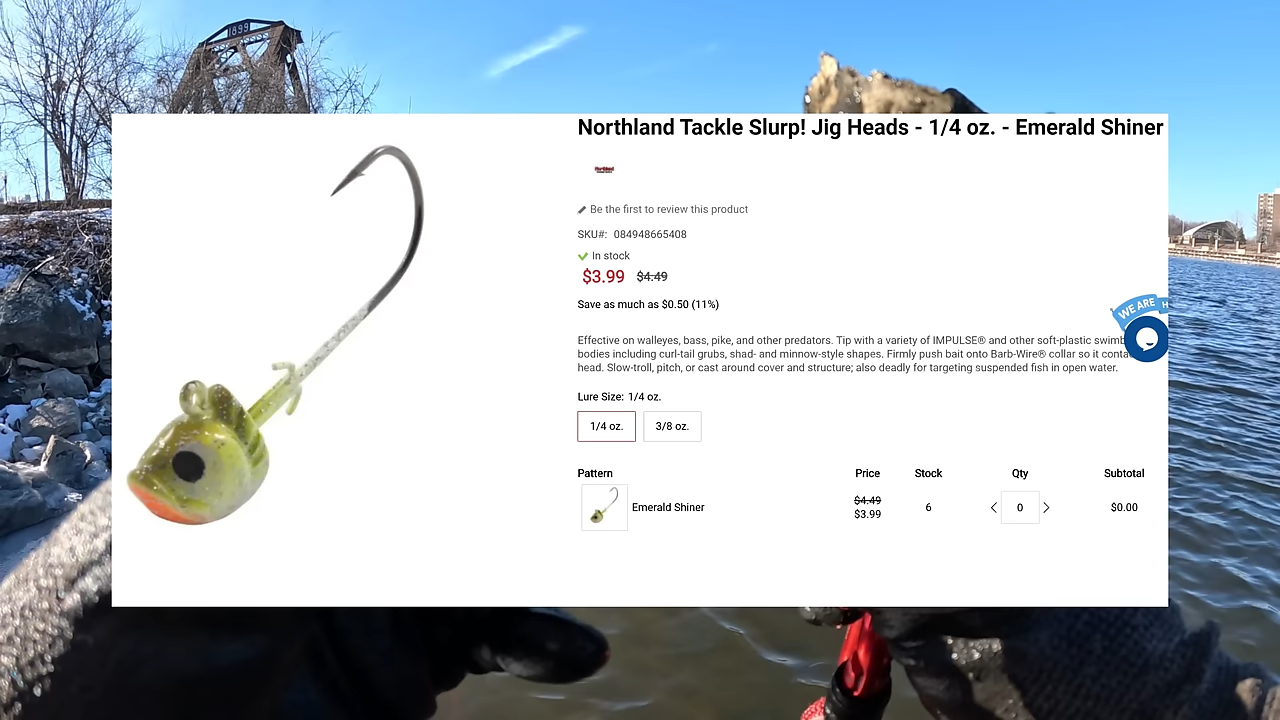 1899
Northland Tackle Slurp! Jig Heads - 1/4 oz. - Emerald Shiner
Northland
Be the first to review this product
SKU#: 084948665408
In stock
$3.99 $4.49
Save as much as $0.50 (11%)
WE ARE H
Effective on walleyes, bass, pike, and other predators. Tip with a variety of IMPULSE® and other soft-plastic swimb
bodies including curl-tail grubs, shad- and minnow-style shapes. Firmly push bait onto Barb-Wire® collar so it conta
head. Slow-troll, pitch, or cast around cover and structure; also deadly for targeting suspended fish in open water.
Lure Size: 1/4 oz.
1/4 oz. 3/8 oz.
Pattern Price Stock Qty Subtotal
Emerald Shiner $4.49 $3.99 6 0 $0.00